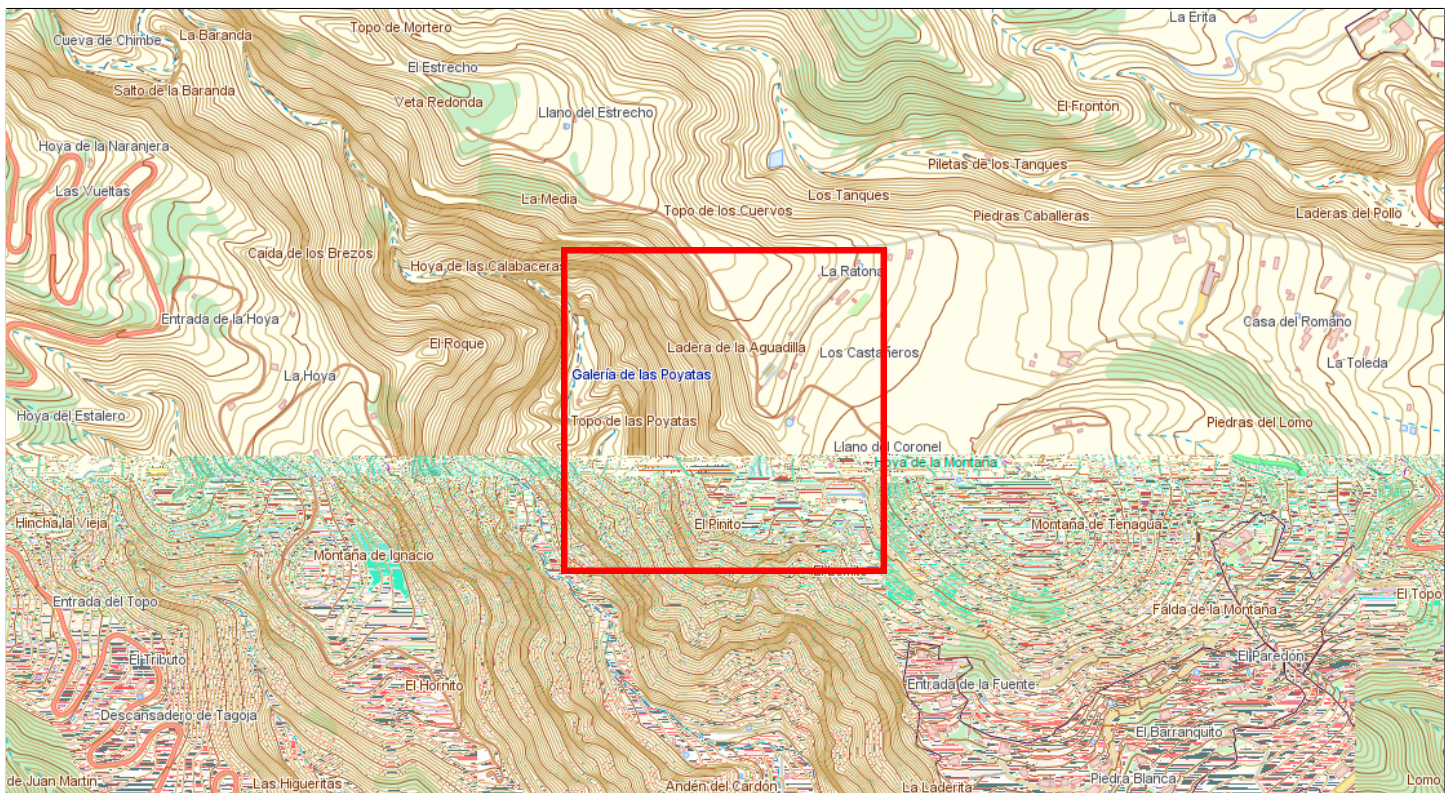 La Erita
Cueva de Chimbe
La Baranda
Topo de Mortero
El Estrecho
Salto de la Baranda
Veta Redonda
Llano del Estrecho
El Frontón
Hoya de la Naranjera
Piletas de los Tanques
Las Vueltas
La Media
Los Tanques
Topo de los Cuervos
Piedras Caballeras
Laderas del Pollo
Caída de los Brezos
Hoya de las Calabaceras
La Ratona
Entrada de la Hoya
Casa del Romano
El Roque
Ladera de la Aguadilla
Los Castañeros
La Toleda
La Hoya
Galería de las Poyatas
Hoya del Estalero
Topo de las Poyatas
Piedras del Lomo
Llano del Coronel
Hoya de la Montaña
Hincha la Vieja
El Pinito
Montaña de Tenagua
Montaña de Ignacio
El Lomito
Entrada del Topo
El Topo
Falda de la Montaña
El Tributo
El Paredón
El Hornito
Entrada de la Fuente
Descansadero de Tagoja
El Barranquito
de Juan Martín
Las Higueritas
Andén del Cardón
La Laderita
Piedra Blanca
Lomo